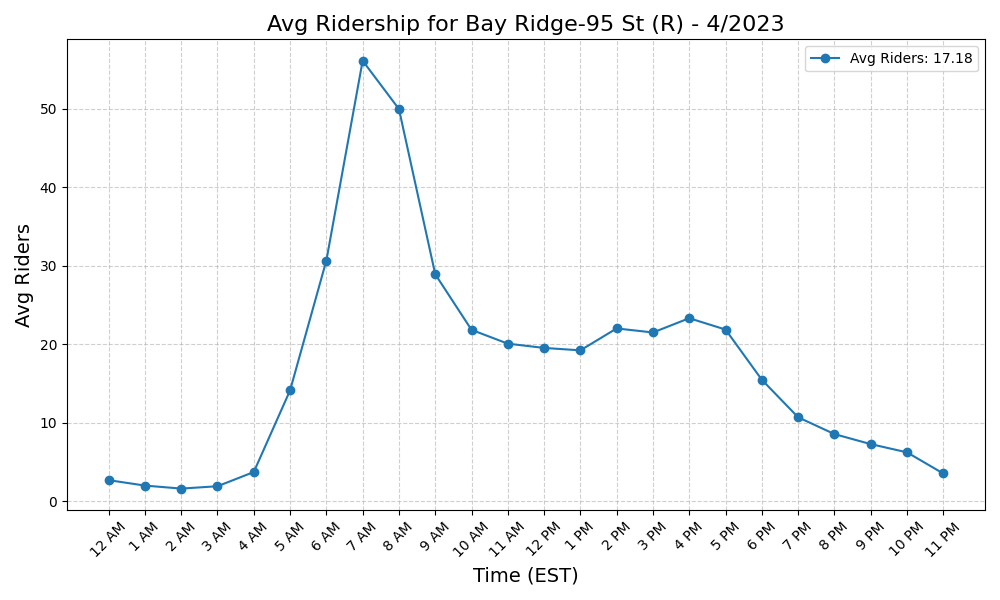 Avg Ridership for Bay Ridge-95 St (R) - 4/2023
Avg Riders: 17.18
Avg Riders
50
40
30
20
10
0
12 AM
1 AM
2 AM
3 AM
4 AM
5 AM
6 AM
7 AM
8 AM
9 AM
10 AM
11 AM
12 PM
1 PM
2 PM
3 PM
4 PM
5 PM
6 PM
7 PM
8 PM
9 PM
10 PM
11 PM
Time (EST)